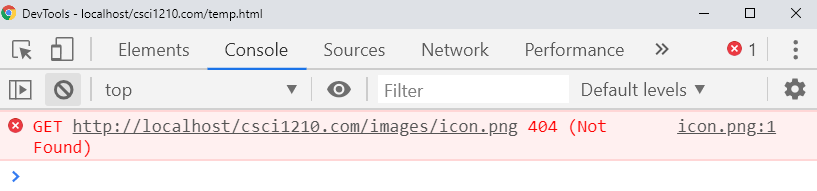 DevTools - localhost/csci1210.com/temp.html
Elements Console Sources Network Performance » 1
top Filter Default levels
GET http://localhost/csci1210.com/images/icon.png 404 (Not icon.png:1
Found)
>